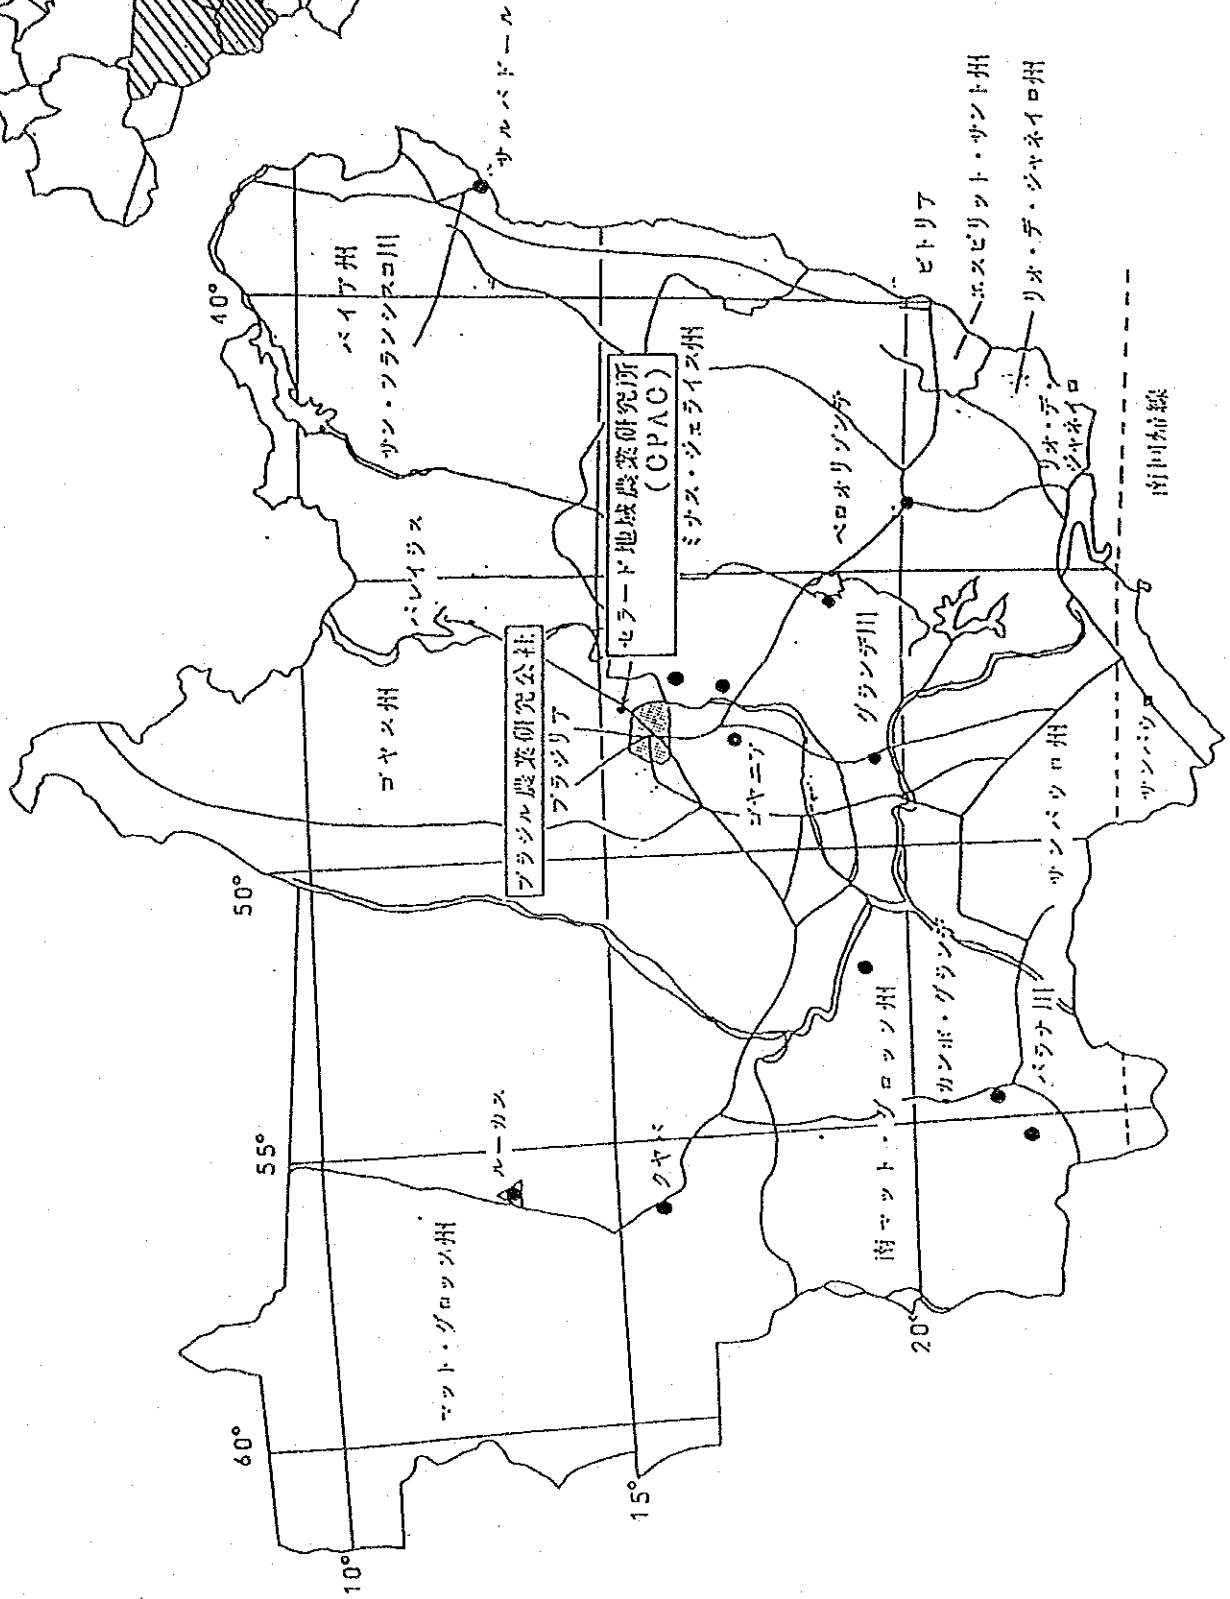 60°
55°
50°
40°
10°
15°
20°
マット・グロッソ州
ルーカス
クヤバ
ゴヤス州
バレイジス
バイア州
サン・フランシスコ川
サルバドール
ブラジル農業研究公社
ブラジリア
セラード地域農業研究所
(CPAC)
ミナス・ジェライス州
ゴヤニア
ベロオリゾンテ
グランデ川
南マット・グロッソ州
カンポ・グランデ
パラナ川
サンパウロ州
サンパウロ
ビトリア
エスピリット・サント州
リオ・デ・ジャネイロ州
リオ・デ・
ジャネイロ
南回帰線